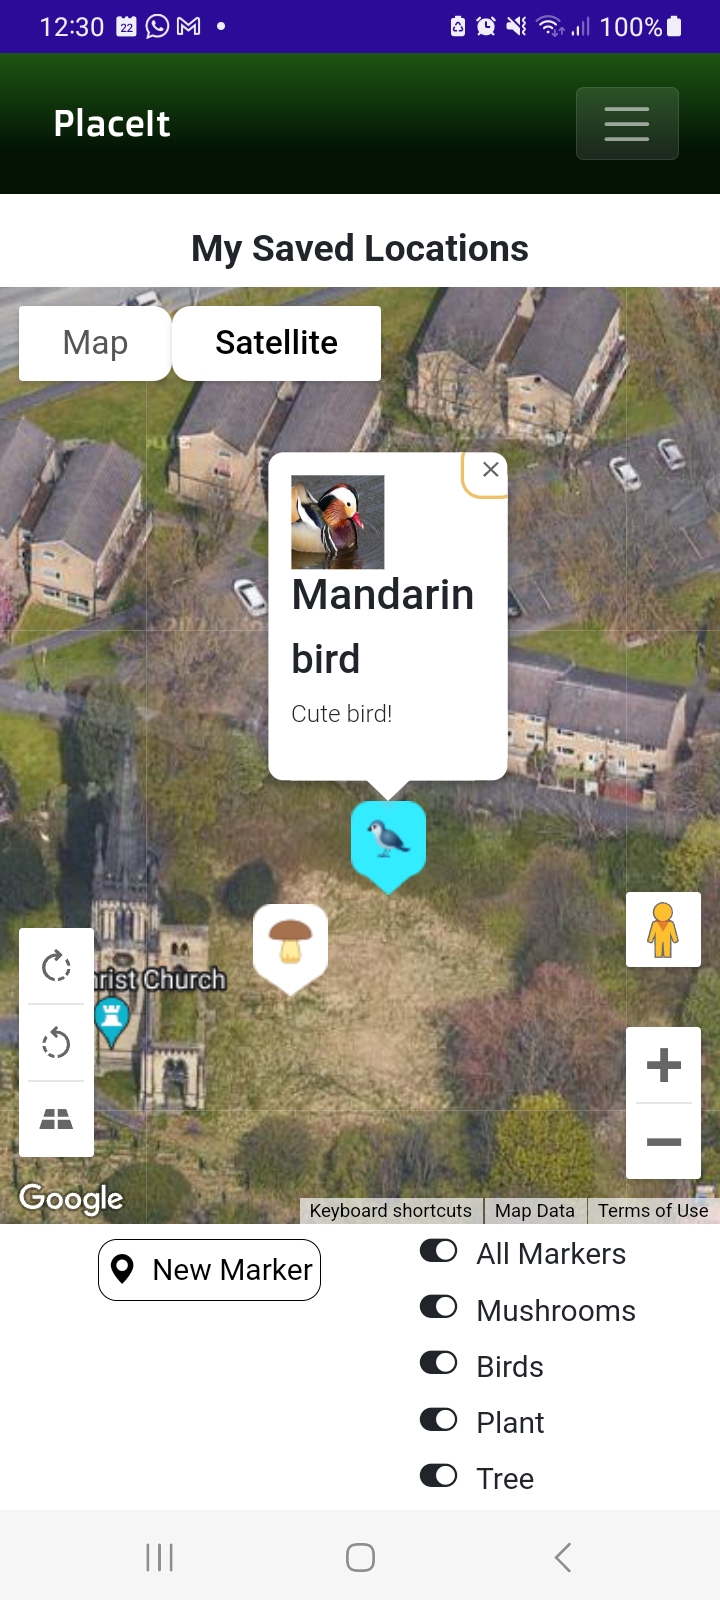 12:30 22 100%
PlaceIt
My Saved Locations
Map Satellite
Mandarin
bird
Cute bird!
rist Church
Google
Keyboard shortcuts Map Data Terms of Use
New Marker
All Markers
Mushrooms
Birds
Plant
Tree